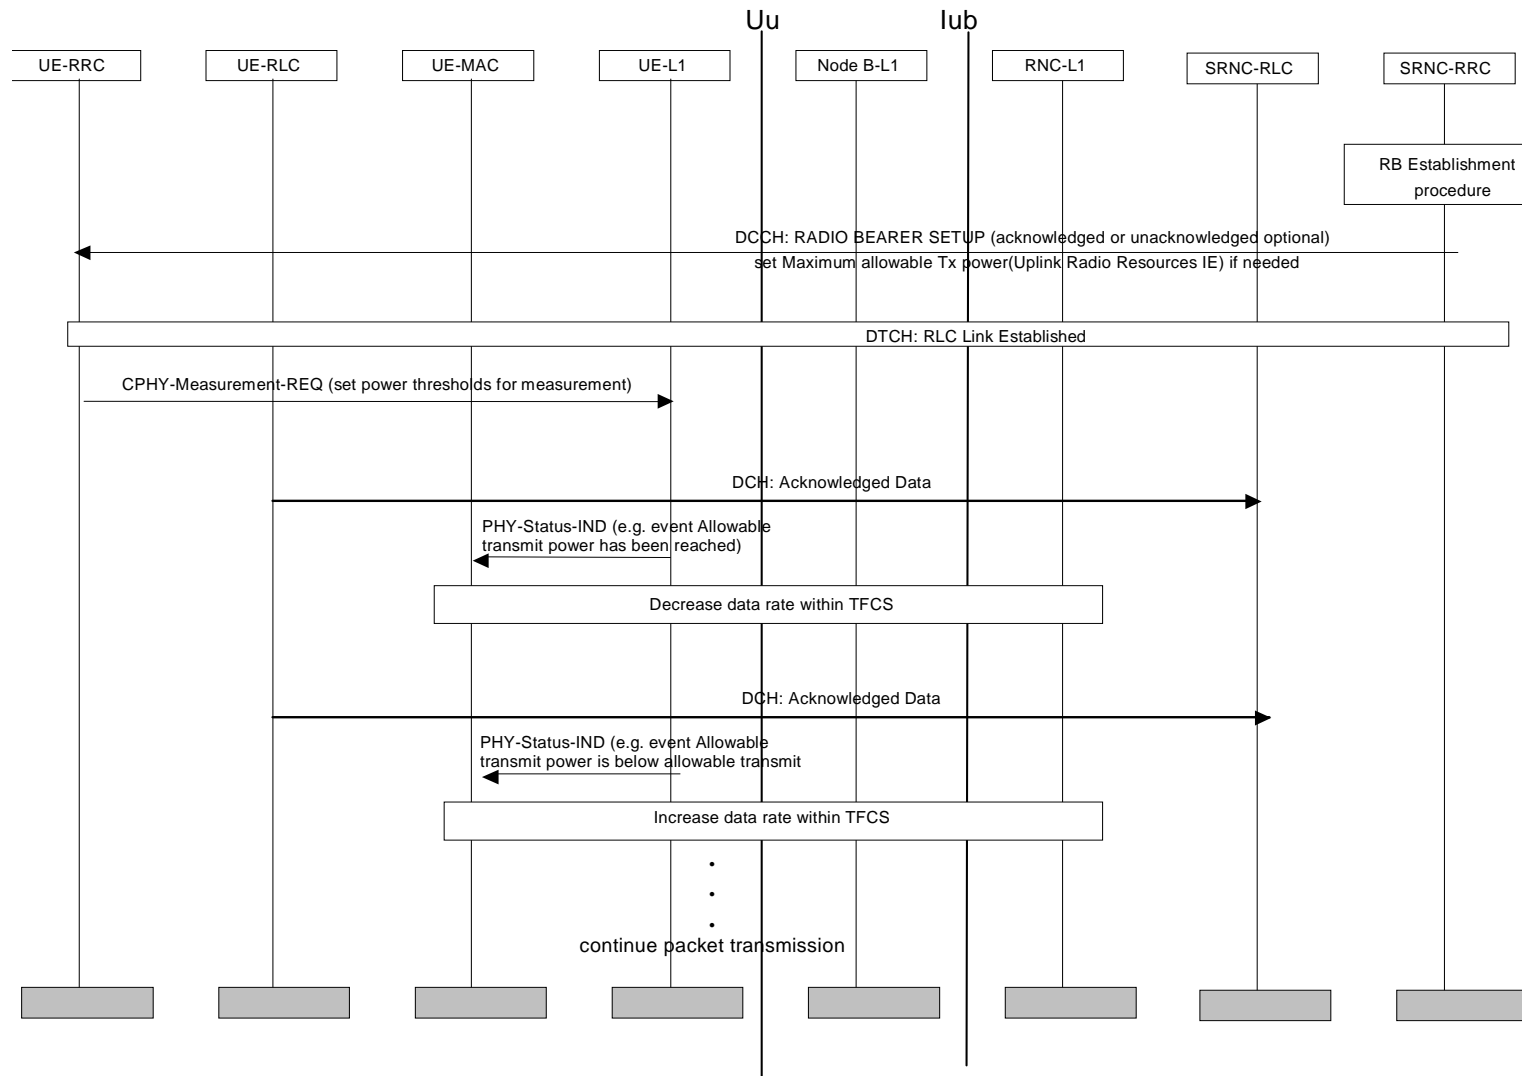 Uu
Iub
UE-RRC
UE-RLC
UE-MAC
UE-L1
Node B-L1
RNC-L1
SRNC-RLC
SRNC-RRC
RB Establishment
procedure
DCCH: RADIO BEARER SETUP (acknowledged or unacknowledged optional)
set Maximum allowable Tx power(Uplink Radio Resources IE) if needed
DTCH: RLC Link Established
CPHY-Measurement-REQ (set power thresholds for measurement)
DCH: Acknowledged Data
PHY-Status-IND (e.g. event Allowable
transmit power has been reached)
Decrease data rate within TFCS
DCH: Acknowledged Data
PHY-Status-IND (e.g. event Allowable
transmit power is below allowable transmit
Increase data rate within TFCS
.
.
.
continue packet transmission